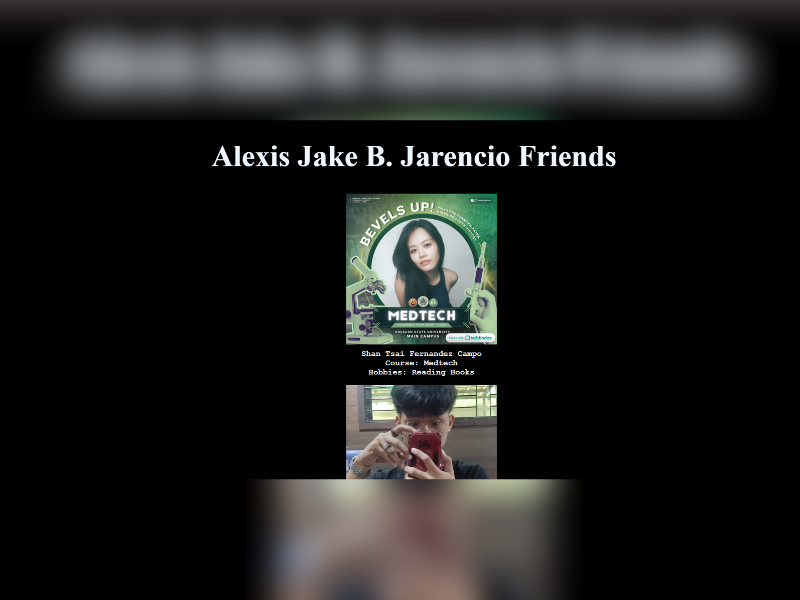 Alexis Jake B. Jarencio Friends
BEVELS UP!
MEDTECH
BULACAN STATE UNIVERSITY
MAIN CAMPUS
Shan Tsai Fernandez Campo
Course: Medtech
Hobbies: Reading Books